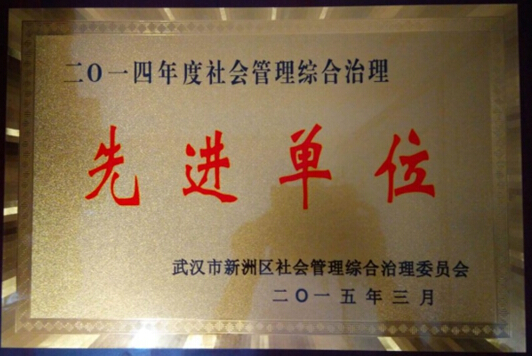 二O一四年度社会管理综合治理
先进单位
武汉市新洲区社会管理综合治理委员会
二O一五年三月